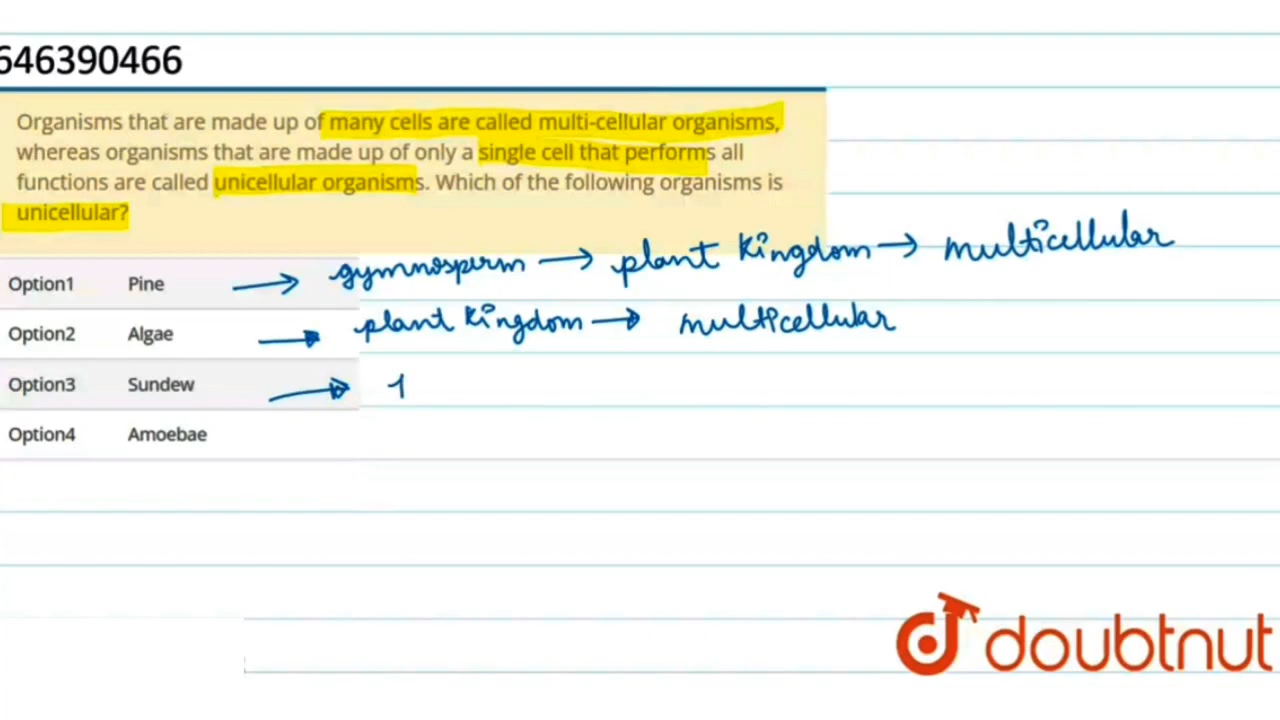 646390466
Organisms that are made up of many cells are called multi-cellular organisms,
whereas organisms that are made up of only a single cell that performs all
functions are called unicellular organisms. Which of the following organisms is
unicellular?
Option1 Pine → gymnosperm → plant kingdom → multicellular
Option2 Algae → plant kingdom → multicellular
Option3 Sundew →
Option4 Amoebae
doubtnut